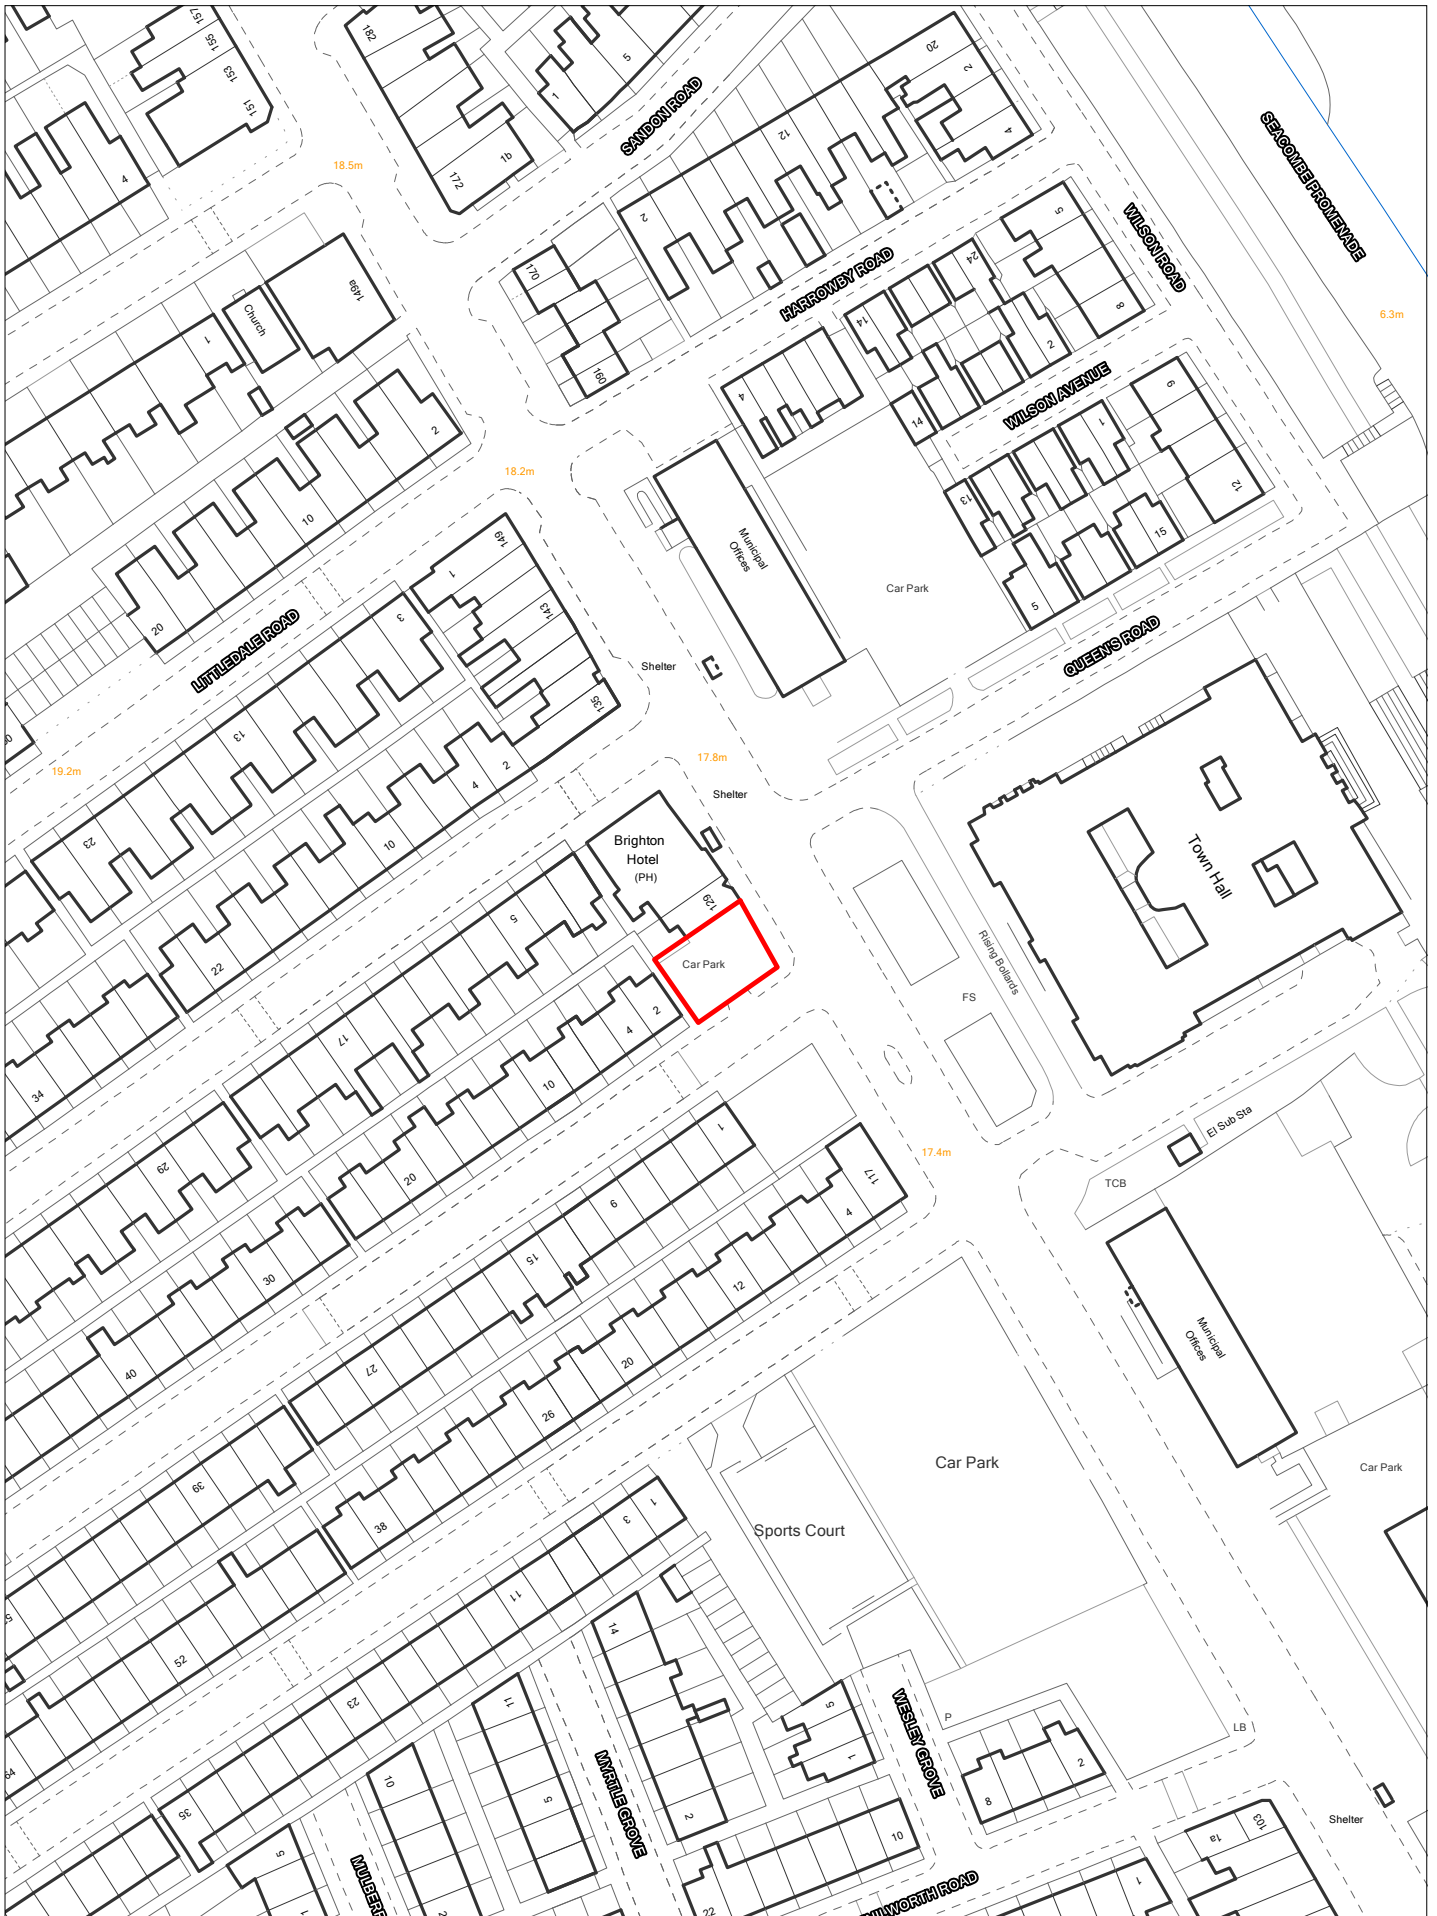 157
155
153
151
182
5
1
SANDON ROAD
20
2
12
4
SEACOMBE PROMENADE
4
18.5m
172
1b
2
HARROWBY ROAD
5
WILSON ROAD
170
149a
Church
1
24
14
8
2
6.3m
160
4
14
WILSON AVENUE
6
1
2
10
20
18.2m
Municipal
Offices
13
12
15
5
Car Park
149
1
143
3
135
LITTLEDALE ROAD
Shelter
QUEEN'S ROAD
13
19.2m
17.8m
Shelter
2
4
10
23
22
Brighton
Hotel
(PH)
129
Town Hall
5
Car Park
Rising Bollards
FS
17
2
4
10
34
29
20
30
40
1
9
15
27
17.4m
117
4
12
20
26
El Sub Sta
TCB
Municipal
Offices
39
38
52
Car Park
Car Park
Sports Court
1
3
11
23
35
14
11
5
10
5
MYRTLE GROVE
2
5
1
WESLEY GROVE
P
LB
8
2
10
22
Shelter
1a
103
1
64